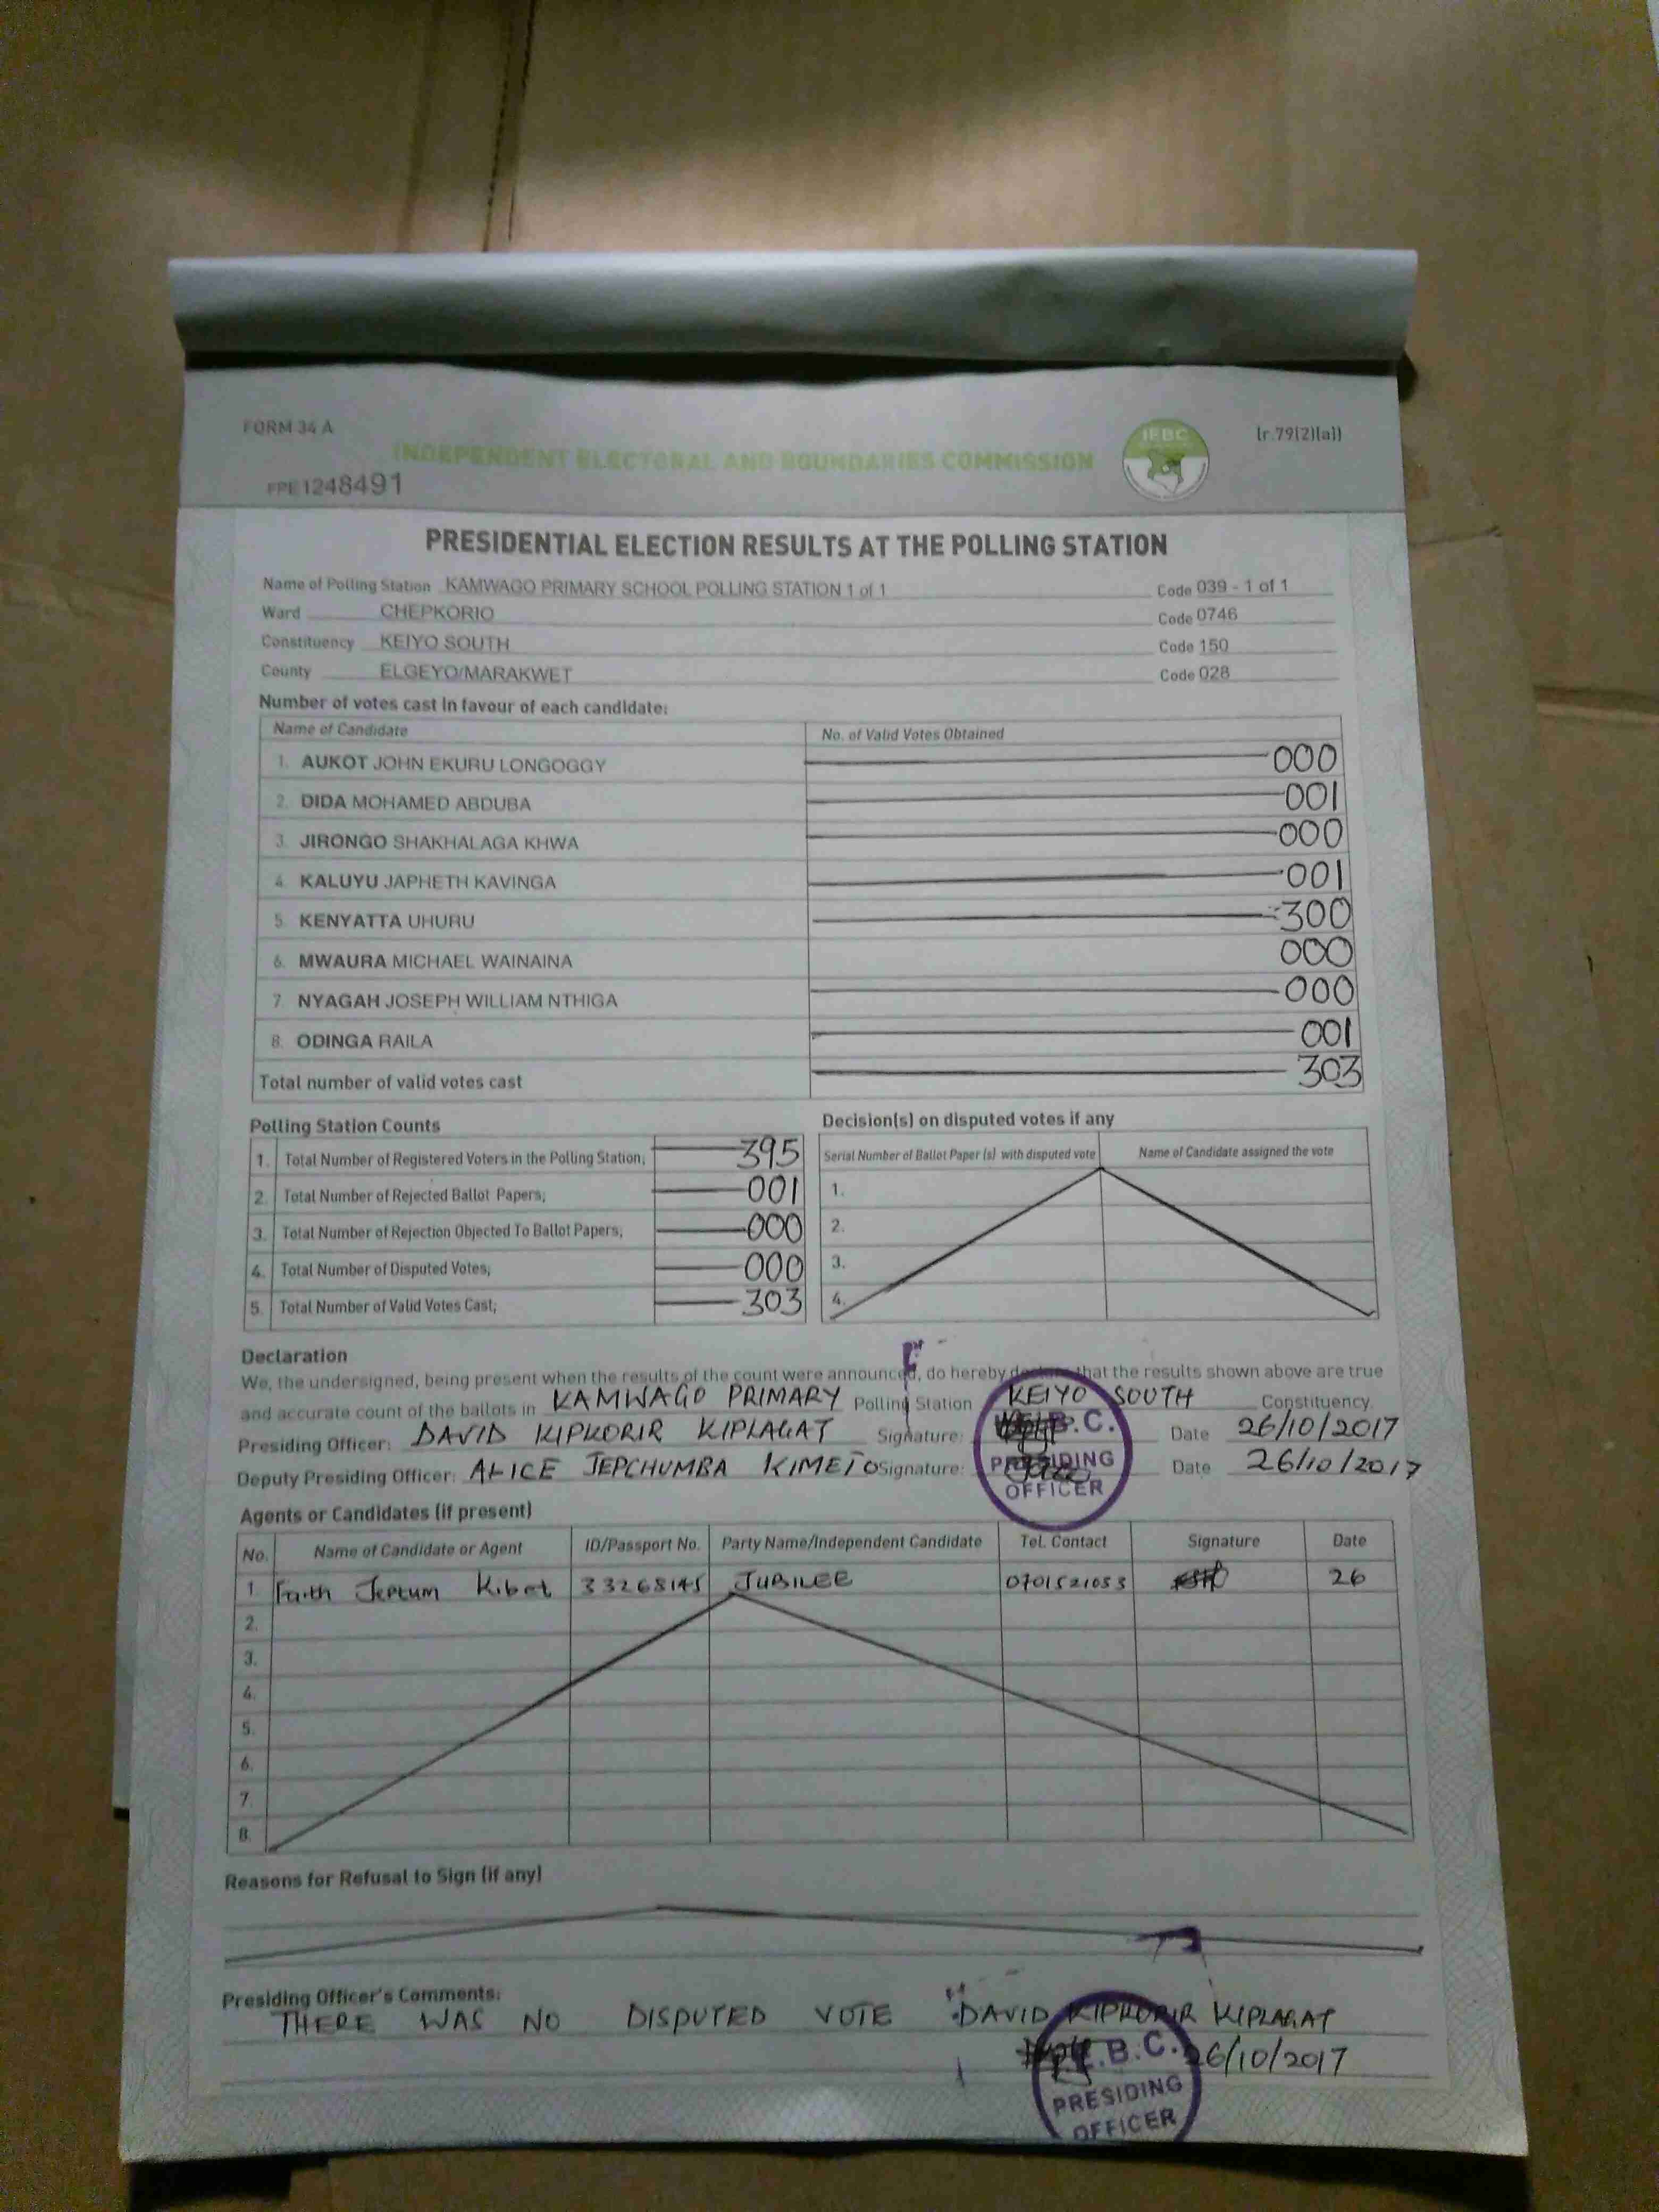 FORM 34 A
[r.79(2)(a)]
INDEPENDENT ELECTORAL AND BOUNDARIES COMMISSION
IEBC
FPE 1248491
PRESIDENTIAL ELECTION RESULTS AT THE POLLING STATION
Name of Polling Station KAMWAGO PRIMARY SCHOOL POLLING STATION 1 of 1 Code 039 - 1 of 1
Ward CHEPKORIO Code 0746
Constituency KEIYO SOUTH Code 150
County ELGEYO/MARAKWET Code 028
Number of votes cast in favour of each candidate:
Name of Candidate No. of Valid Votes Obtained
1. AUKOT JOHN EKURU LONGOGGY 000
2. DIDA MOHAMED ABDUBA 001
3. JIRONGO SHAKHALAGA KHWA 000
4. KALUYU JAPHETH KAVINGA 001
5. KENYATTA UHURU 300
6. MWAURA MICHAEL WAINAINA 000
7. NYAGAH JOSEPH WILLIAM NTHIGA 000
8. ODINGA RAILA 001
Total number of valid votes cast 303
Polling Station Counts
1. Total Number of Registered Voters in the Polling Station; 395
2. Total Number of Rejected Ballot Papers; 001
3. Total Number of Rejection Objected To Ballot Papers; 000
4. Total Number of Disputed Votes; 000
5. Total Number of Valid Votes Cast; 303
Decision(s) on disputed votes if any
Serial Number of Ballot Paper (s) with disputed vote Name of Candidate assigned the vote
1.
2.
3.
4.
Declaration
We, the undersigned, being present when the results of the count were announced, do hereby declare that the results shown above are true
and accurate count of the ballots in KAMWAGO PRIMARY Polling Station KEIYO SOUTH Constituency.
Presiding Officer: DAVID KIPKORIR KIPLAGAT Signature: Date 26/10/2017
Deputy Presiding Officer: ALICE JEPCHUMBA KIMETO Signature: Date 26/10/2017
I.E.B.C.
PRESIDING
OFFICER
Agents or Candidates (if present)
No. Name of Candidate or Agent ID/Passport No. Party Name/Independent Candidate Tel. Contact Signature Date
1 Faith Jeptum Kibet 33268145 JUBILEE 0701521053 26
2.
3.
4.
5.
6.
7.
8.
Reasons for Refusal to Sign (if any)
Presiding Officer's Comments:
THERE WAS NO DISPUTED VOTE DAVID KIPKORIR KIPLAGAT
26/10/2017
I.E.B.C.
PRESIDING
OFFICER